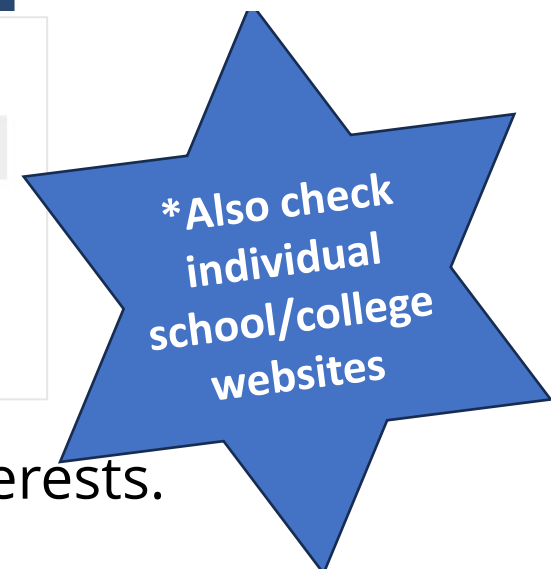 *Also check
individual
school/college
websites
erests.